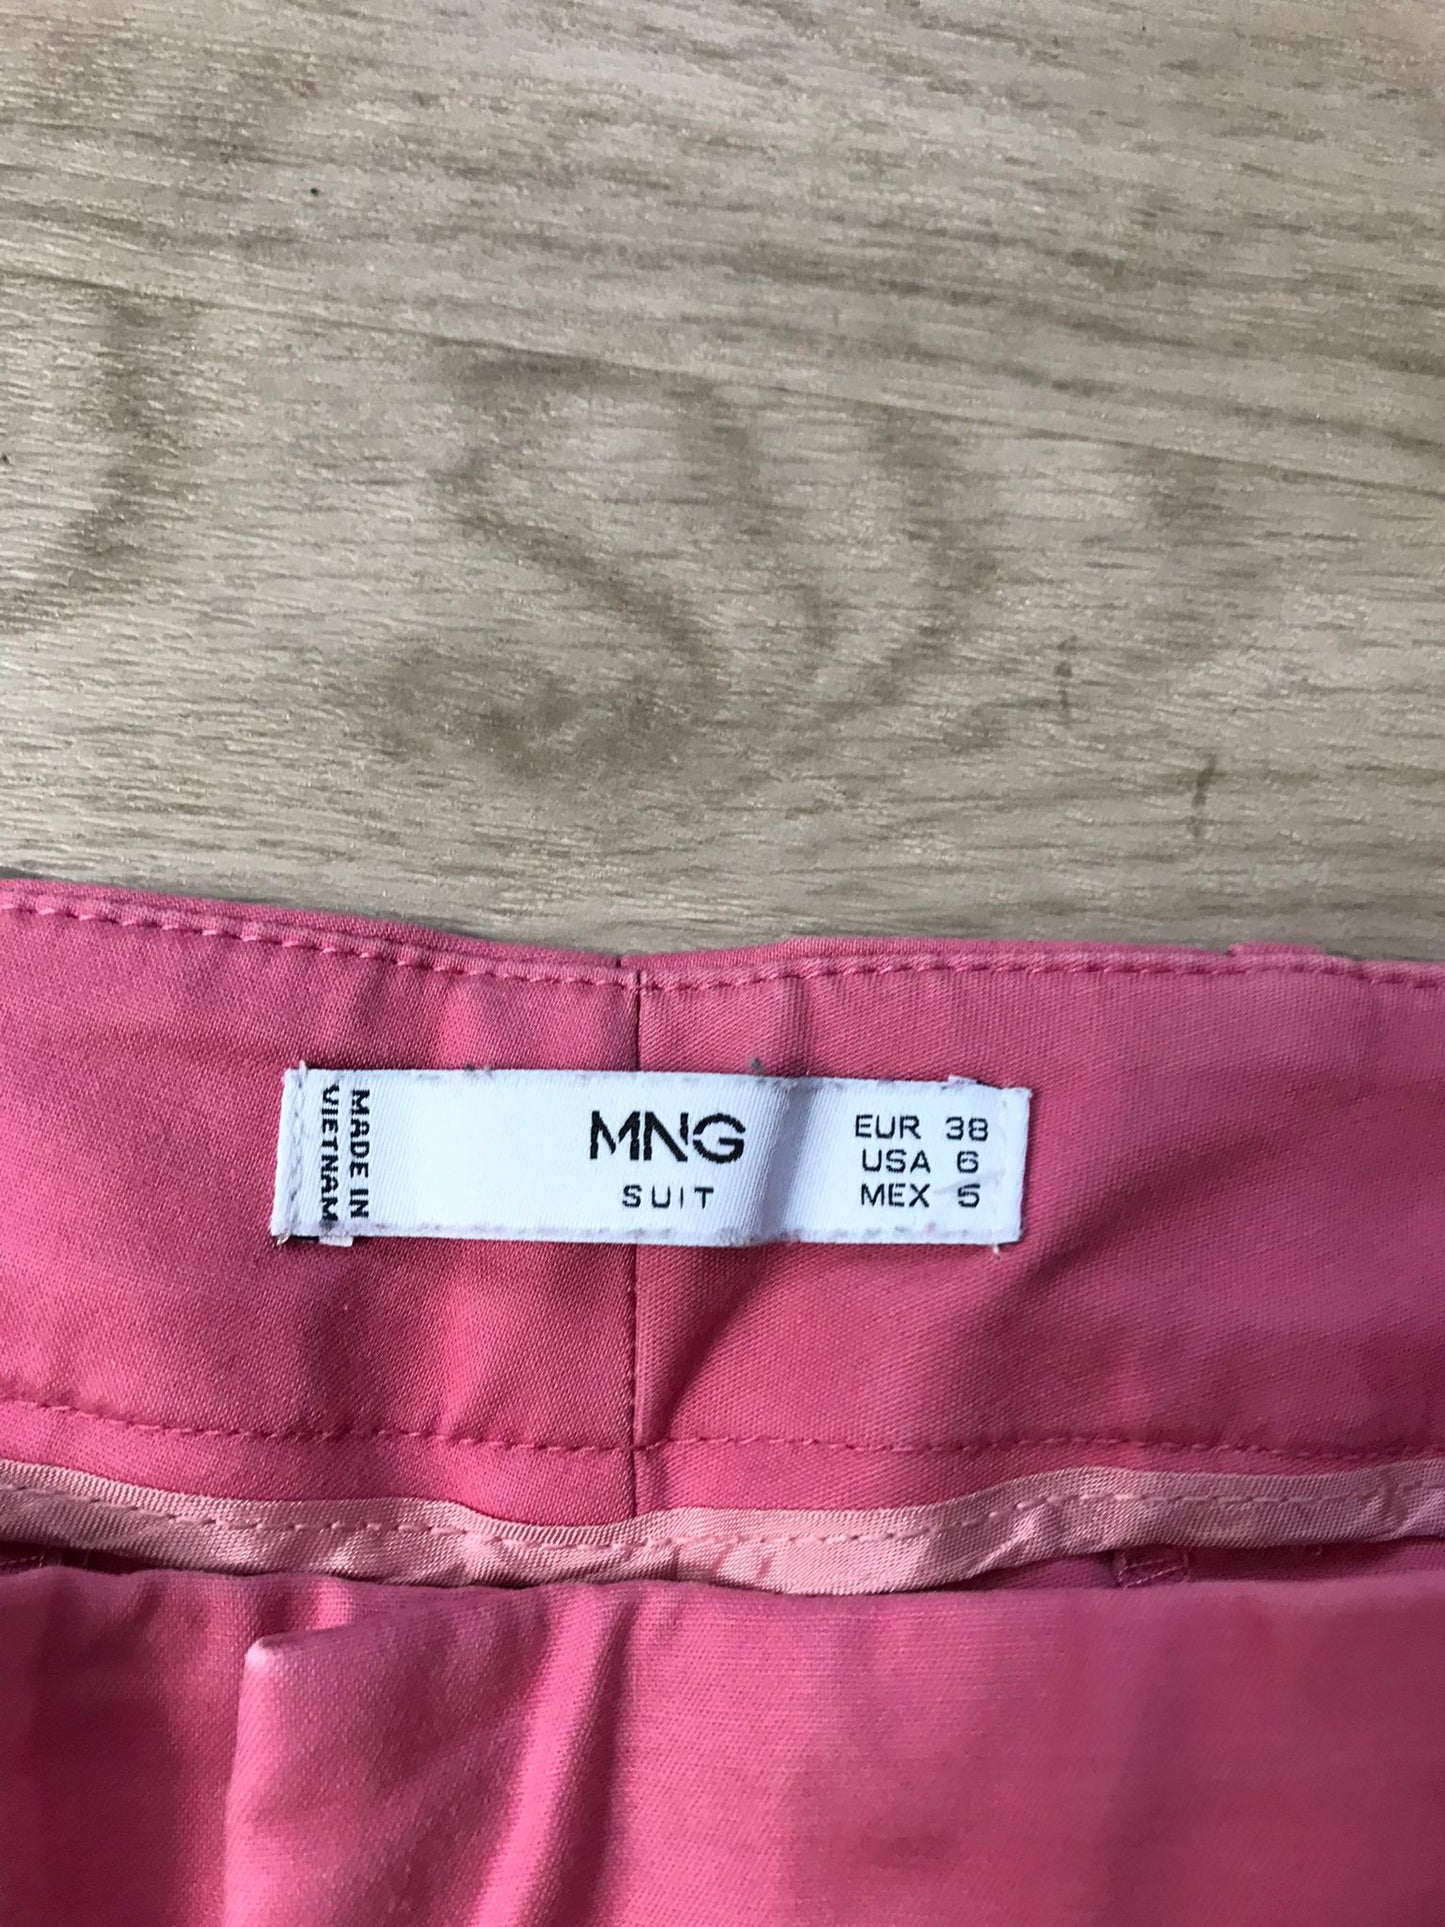 MADE IN
VIETNAM
MNG
SUIT
EUR 38
USA 6
MEX 5